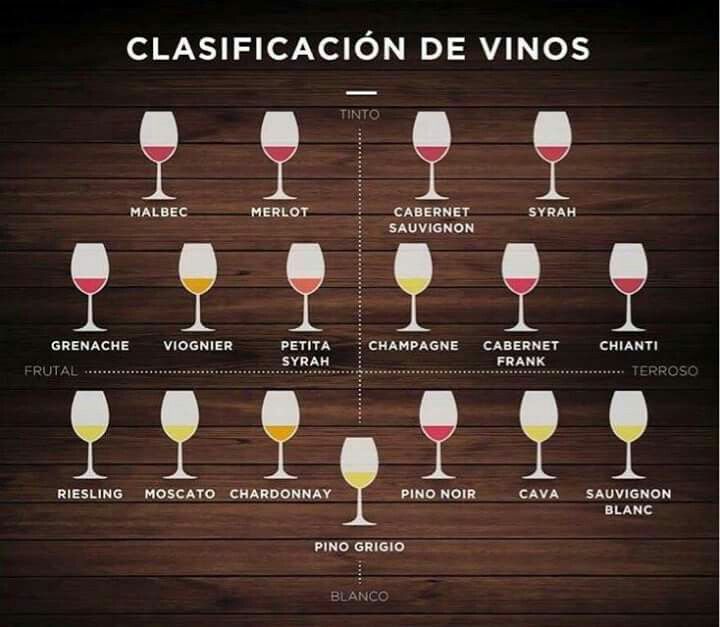 CLASIFICACIÓN DE VINOS
TINTO
MALBEC
MERLOT
CABERNET
SAUVIGNON
SYRAH
GRENACHE
VIOGNIER
PETITA
SYRAH
CHAMPAGNE
CABERNET
FRANK
CHIANTI
FRUTAL
TERROSO
RIESLING
MOSCATO
CHARDONNAY
PINO NOIR
CAVA
SAUVIGNON
BLANC
PINO GRIGIO
BLANCO